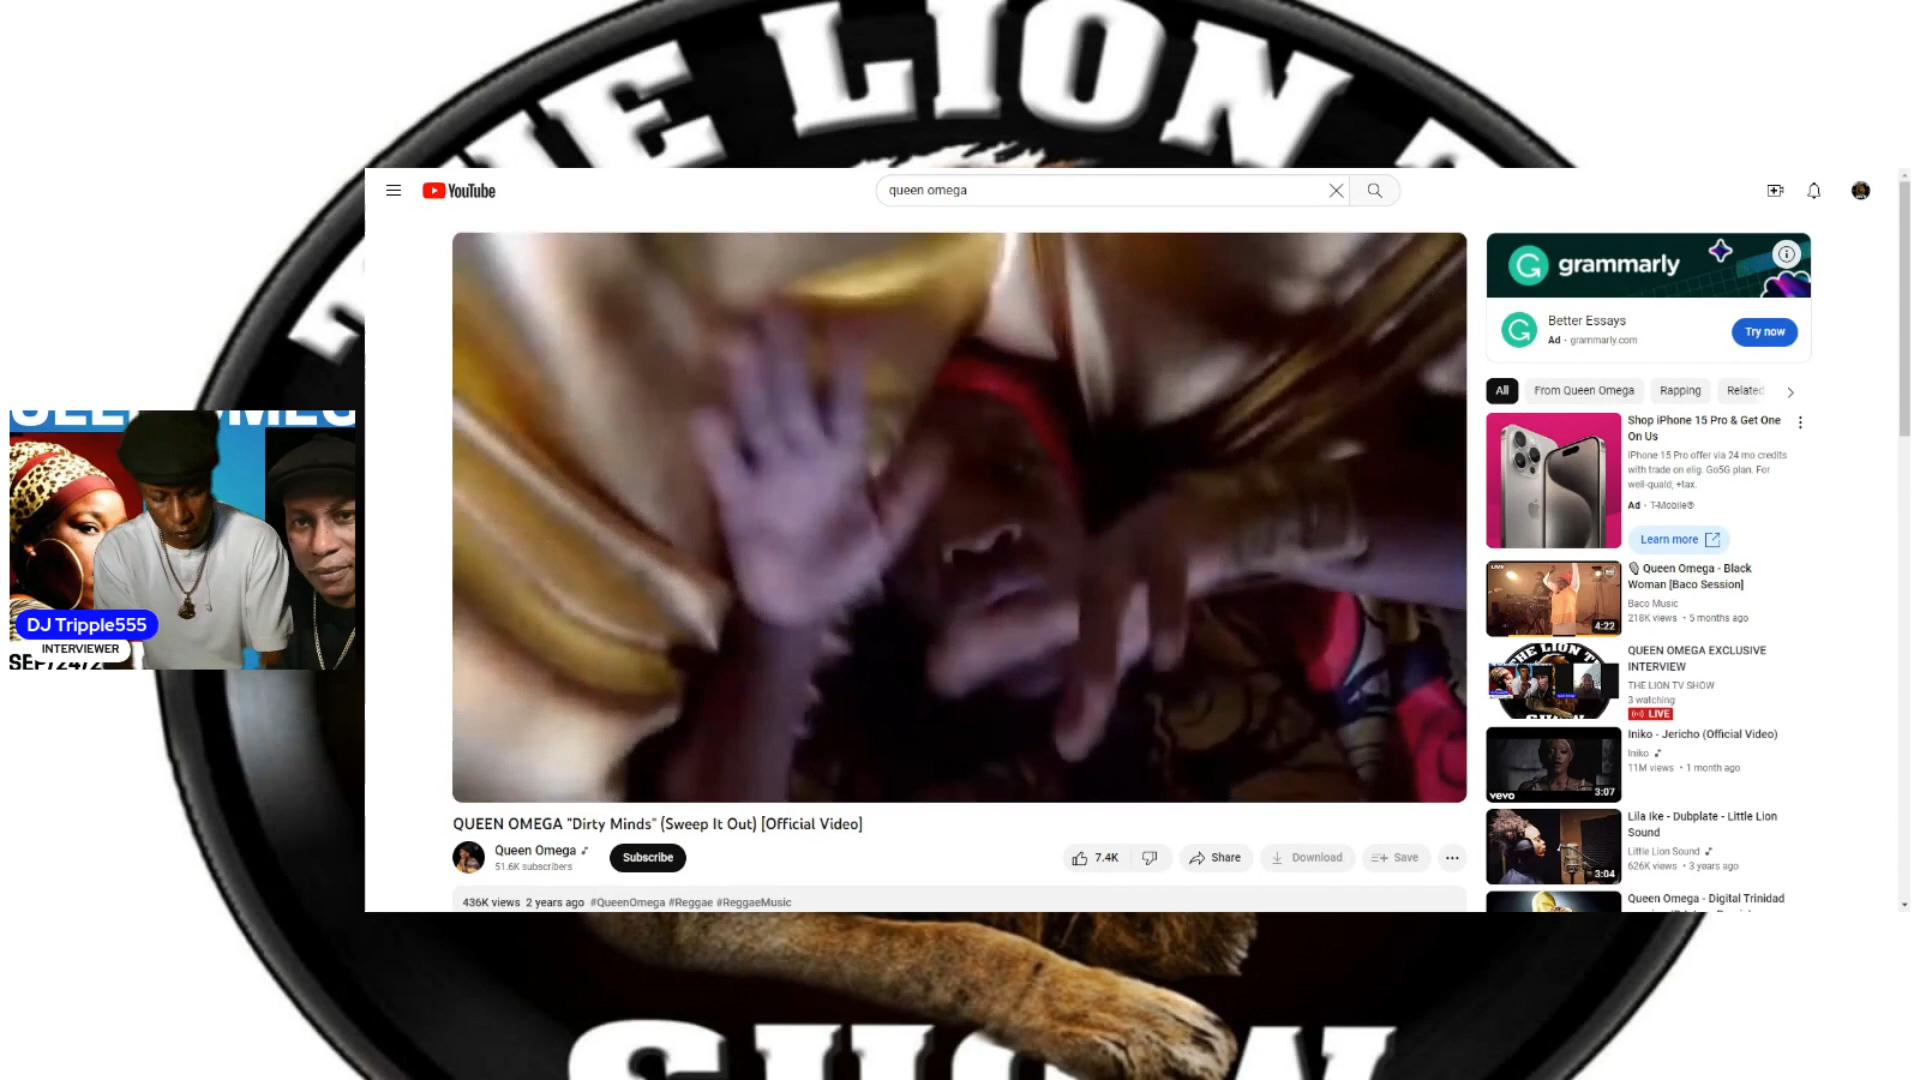 THE LION
YouTube
queen omega
grammarly
Better Essays
Ad · grammarly.com
Try now
All
From Queen Omega
Rapping
Related
Shop iPhone 15 Pro & Get One
On Us
iPhone 15 Pro offer via 24 mo credits
with trade on elig. Go5G plan. For
well-quald; +tax.
Ad · T-Mobile®
Learn more
Queen Omega - Black
Woman [Baco Session]
Baco Music
218K views • 5 months ago
4:22
QUEEN OMEGA EXCLUSIVE
INTERVIEW
THE LION TV SHOW
3 watching
LIVE
Iniko - Jericho (Official Video)
Iniko
11M views • 1 month ago
vevo
3:07
Lila Ike - Dubplate - Little Lion
Sound
Little Lion Sound
626K views • 3 years ago
3:04
Queen Omega - Digital Trinidad
DJ Tripple555
INTERVIEWER
QUEEN OMEGA "Dirty Minds" (Sweep It Out) [Official Video]
Queen Omega
51.6K subscribers
Subscribe
7.4K
Share
Download
Save
436K views 2 years ago #QueenOmega #Reggae #ReggaeMusic
SHOW